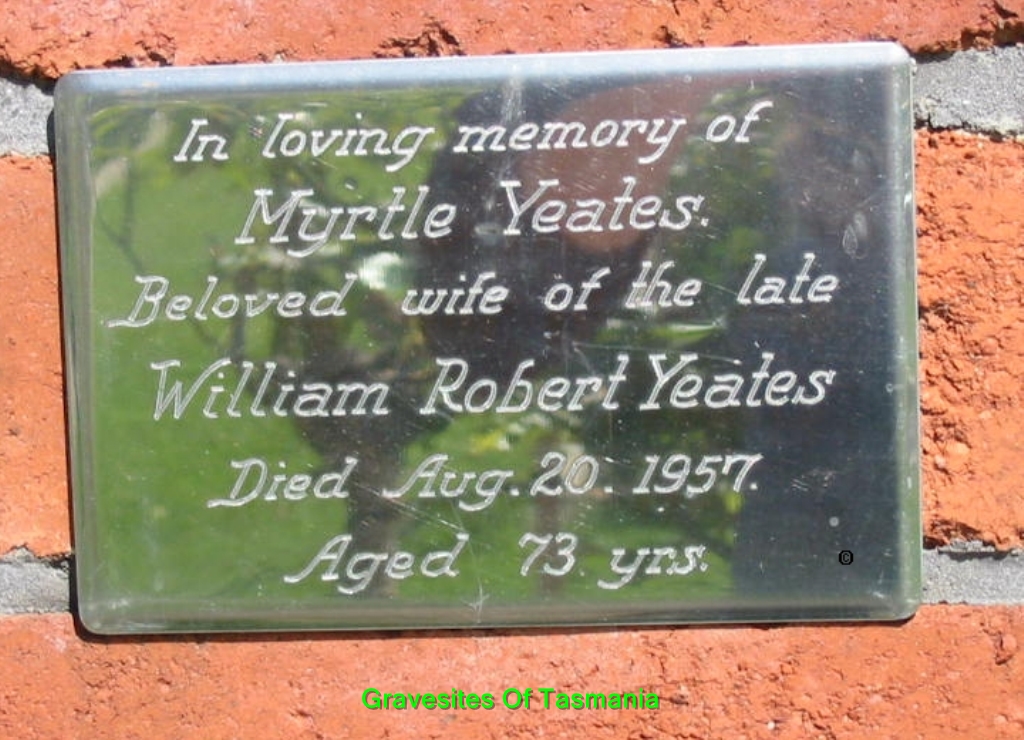 In loving memory of
Myrtle Yeates.
Beloved wife of the late
William Robert Yeates
Died Aug. 20. 1957.
Aged 73 yrs.
©
Gravesites Of Tasmania